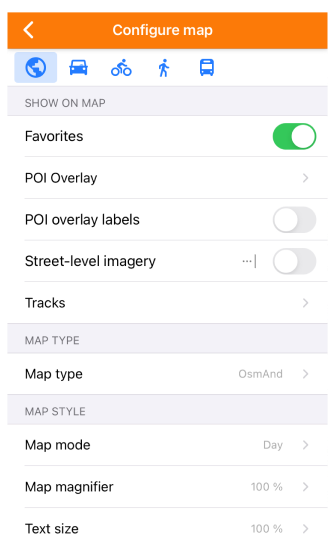 Configure map
SHOW ON MAP
Favorites
POI Overlay
POI overlay labels
Street-level imagery
Tracks
MAP TYPE
Map type OsmAnd
MAP STYLE
Map mode Day
Map magnifier 100 %
Text size 100 %